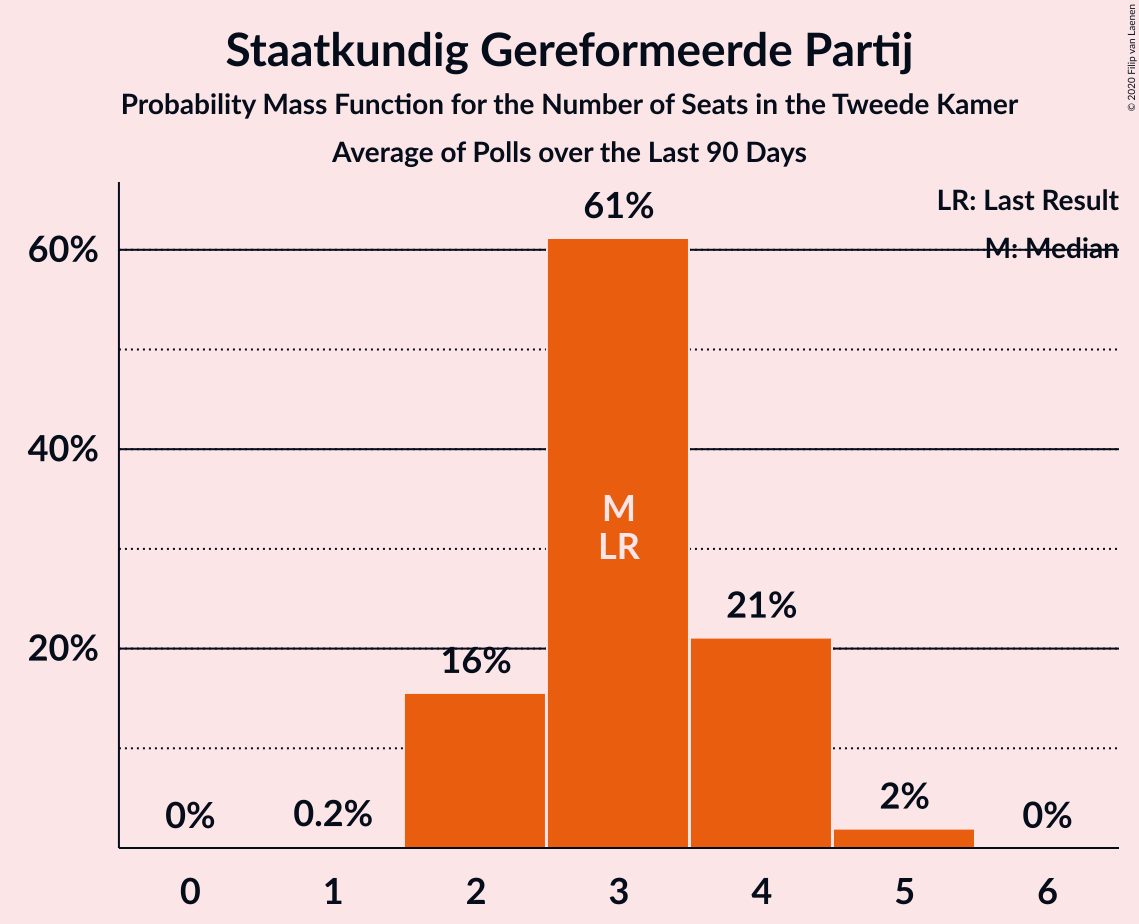 Staatkundig Gereformeerde Partij
Probability Mass Function for the Number of Seats in the Tweede Kamer
Average of Polls over the Last 90 Days
© 2020 Filip van Laenen
LR: Last Result
M: Median
60%
40%
20%
0%
0.2%
16%
61%
M
LR
21%
2%
0%
0 1 2 3 4 5 6